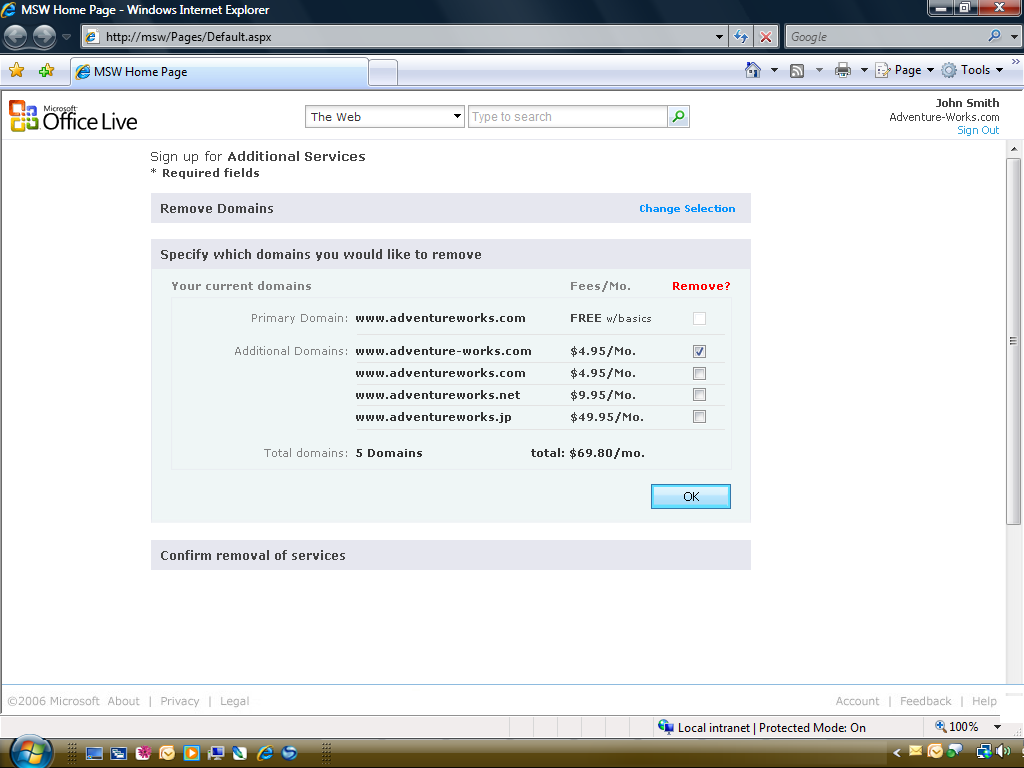 MSW Home Page - Windows Internet Explorer
http://msw/Pages/Default.aspx
Google
MSW Home Page
Page
Tools
Microsoft
Office Live
The Web
Type to search
John Smith
Adventure-Works.com
Sign Out
Sign up for Additional Services
* Required fields
Remove Domains Change Selection
Specify which domains you would like to remove
Your current domains Fees/Mo. Remove?
Primary Domain: www.adventureworks.com FREE w/basics
Additional Domains: www.adventure-works.com $4.95/Mo.
www.adventureworks.com $4.95/Mo.
www.adventureworks.net $9.95/Mo.
www.adventureworks.jp $49.95/Mo.
Total domains: 5 Domains total: $69.80/mo.
OK
Confirm removal of services
©2006 Microsoft About | Privacy | Legal Account | Feedback | Help
Local intranet | Protected Mode: On 100%